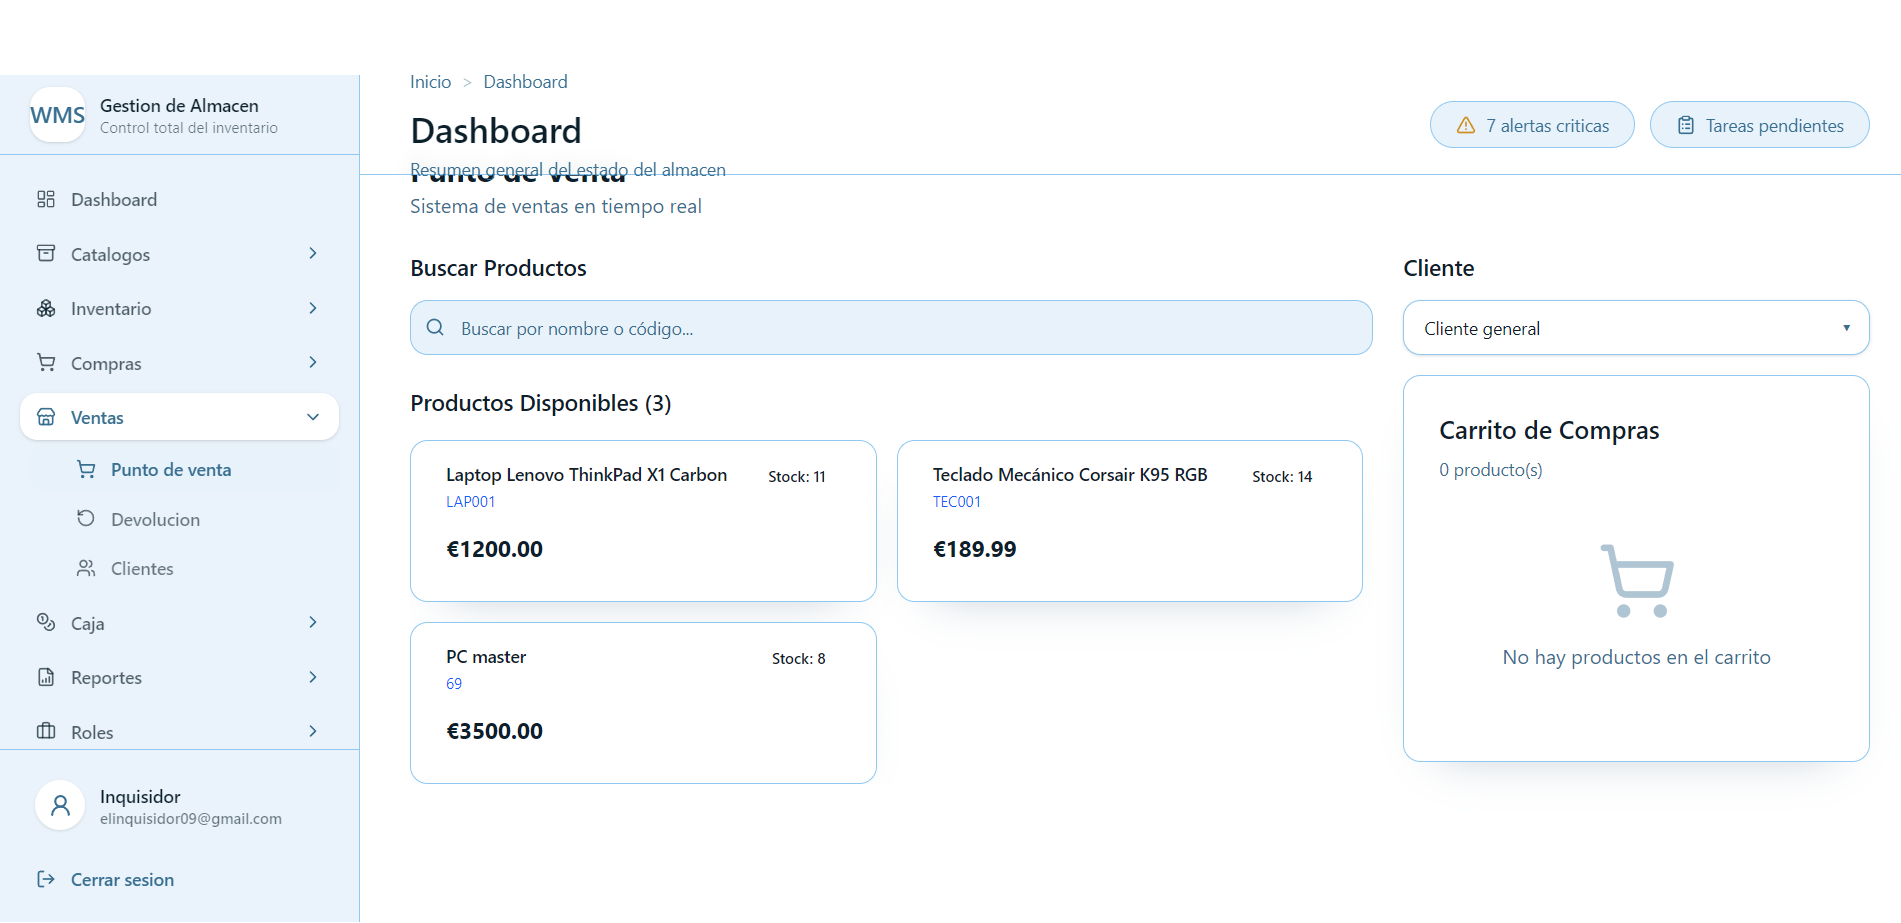 WMS
Gestion de Almacen
Control total del inventario
Dashboard
Catalogos
Inventario
Compras
Ventas
Punto de venta
Devolucion
Clientes
Caja
Reportes
Roles
Inquisidor
elinquisidor09@gmail.com
Cerrar sesion
Inicio > Dashboard
Dashboard
Resumen general del estado del almacen
7 alertas criticas
Tareas pendientes
Punto de venta
Sistema de ventas en tiempo real
Buscar Productos
Buscar por nombre o código...
Productos Disponibles (3)
Laptop Lenovo ThinkPad X1 Carbon
Stock: 11
LAP001
€1200.00
Teclado Mecánico Corsair K95 RGB
Stock: 14
TEC001
€189.99
PC master
Stock: 8
69
€3500.00
Cliente
Cliente general
Carrito de Compras
0 producto(s)
No hay productos en el carrito